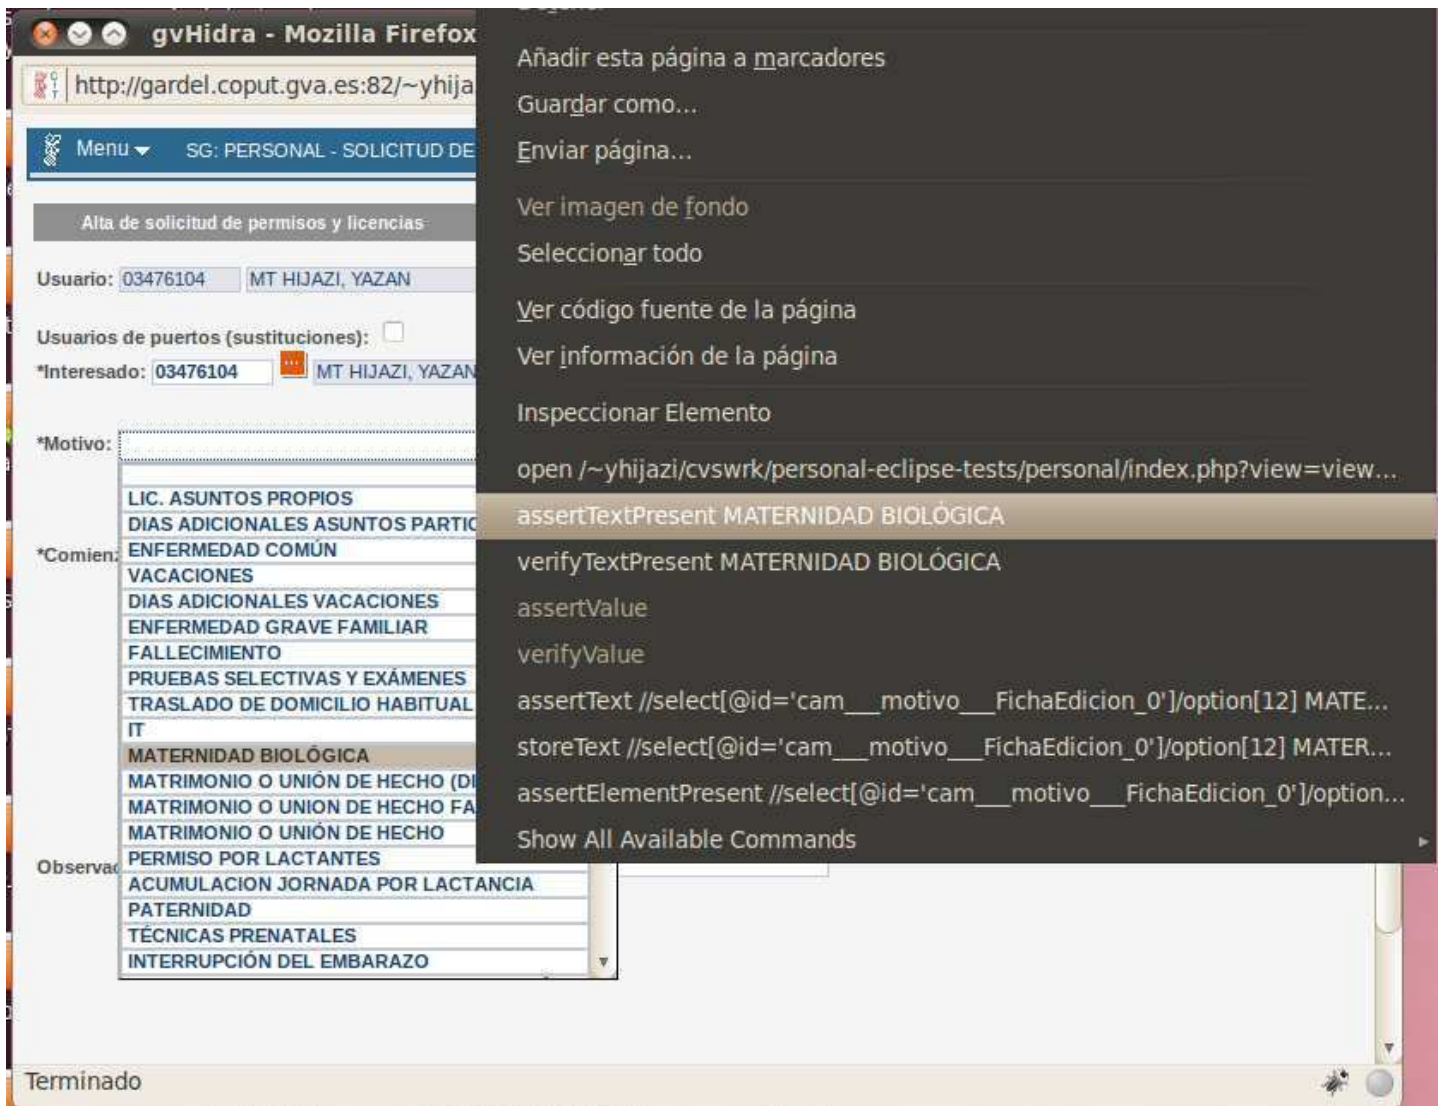 gvHidra - Mozilla Firefox
http://gardel.coput.gva.es:82/~yhija
Menu
SG: PERSONAL - SOLICITUD DE
Alta de solicitud de permisos y licencias
Usuario: 03476104 MT HIJAZI, YAZAN
Usuarios de puertos (sustituciones):
*Interesado: 03476104 ... MT HIJAZI, YAZAN
*Motivo:
LIC. ASUNTOS PROPIOS
DIAS ADICIONALES ASUNTOS PARTIC
*Comien
ENFERMEDAD COMÚN
VACACIONES
DIAS ADICIONALES VACACIONES
ENFERMEDAD GRAVE FAMILIAR
FALLECIMIENTO
PRUEBAS SELECTIVAS Y EXÁMENES
TRASLADO DE DOMICILIO HABITUAL
IT
MATERNIDAD BIOLÓGICA
MATRIMONIO O UNIÓN DE HECHO (DI
MATRIMONIO O UNION DE HECHO FA
MATRIMONIO O UNIÓN DE HECHO
PERMISO POR LACTANTES
Observac
ACUMULACION JORNADA POR LACTANCIA
PATERNIDAD
TÉCNICAS PRENATALES
INTERRUPCIÓN DEL EMBARAZO
Añadir esta página a marcadores
Guardar como...
Enviar página...
Ver imagen de fondo
Seleccionar todo
Ver código fuente de la página
Ver información de la página
Inspeccionar Elemento
open /~yhijazi/cvswrk/personal-eclipse-tests/personal/index.php?view=view...
assertTextPresent MATERNIDAD BIOLÓGICA
verifyTextPresent MATERNIDAD BIOLÓGICA
assertValue
verifyValue
assertText //select[@id='cam___motivo___FichaEdicion_0']/option[12] MATE...
storeText //select[@id='cam___motivo___FichaEdicion_0']/option[12] MATER...
assertElementPresent //select[@id='cam___motivo___FichaEdicion_0']/option...
Show All Available Commands
Terminado